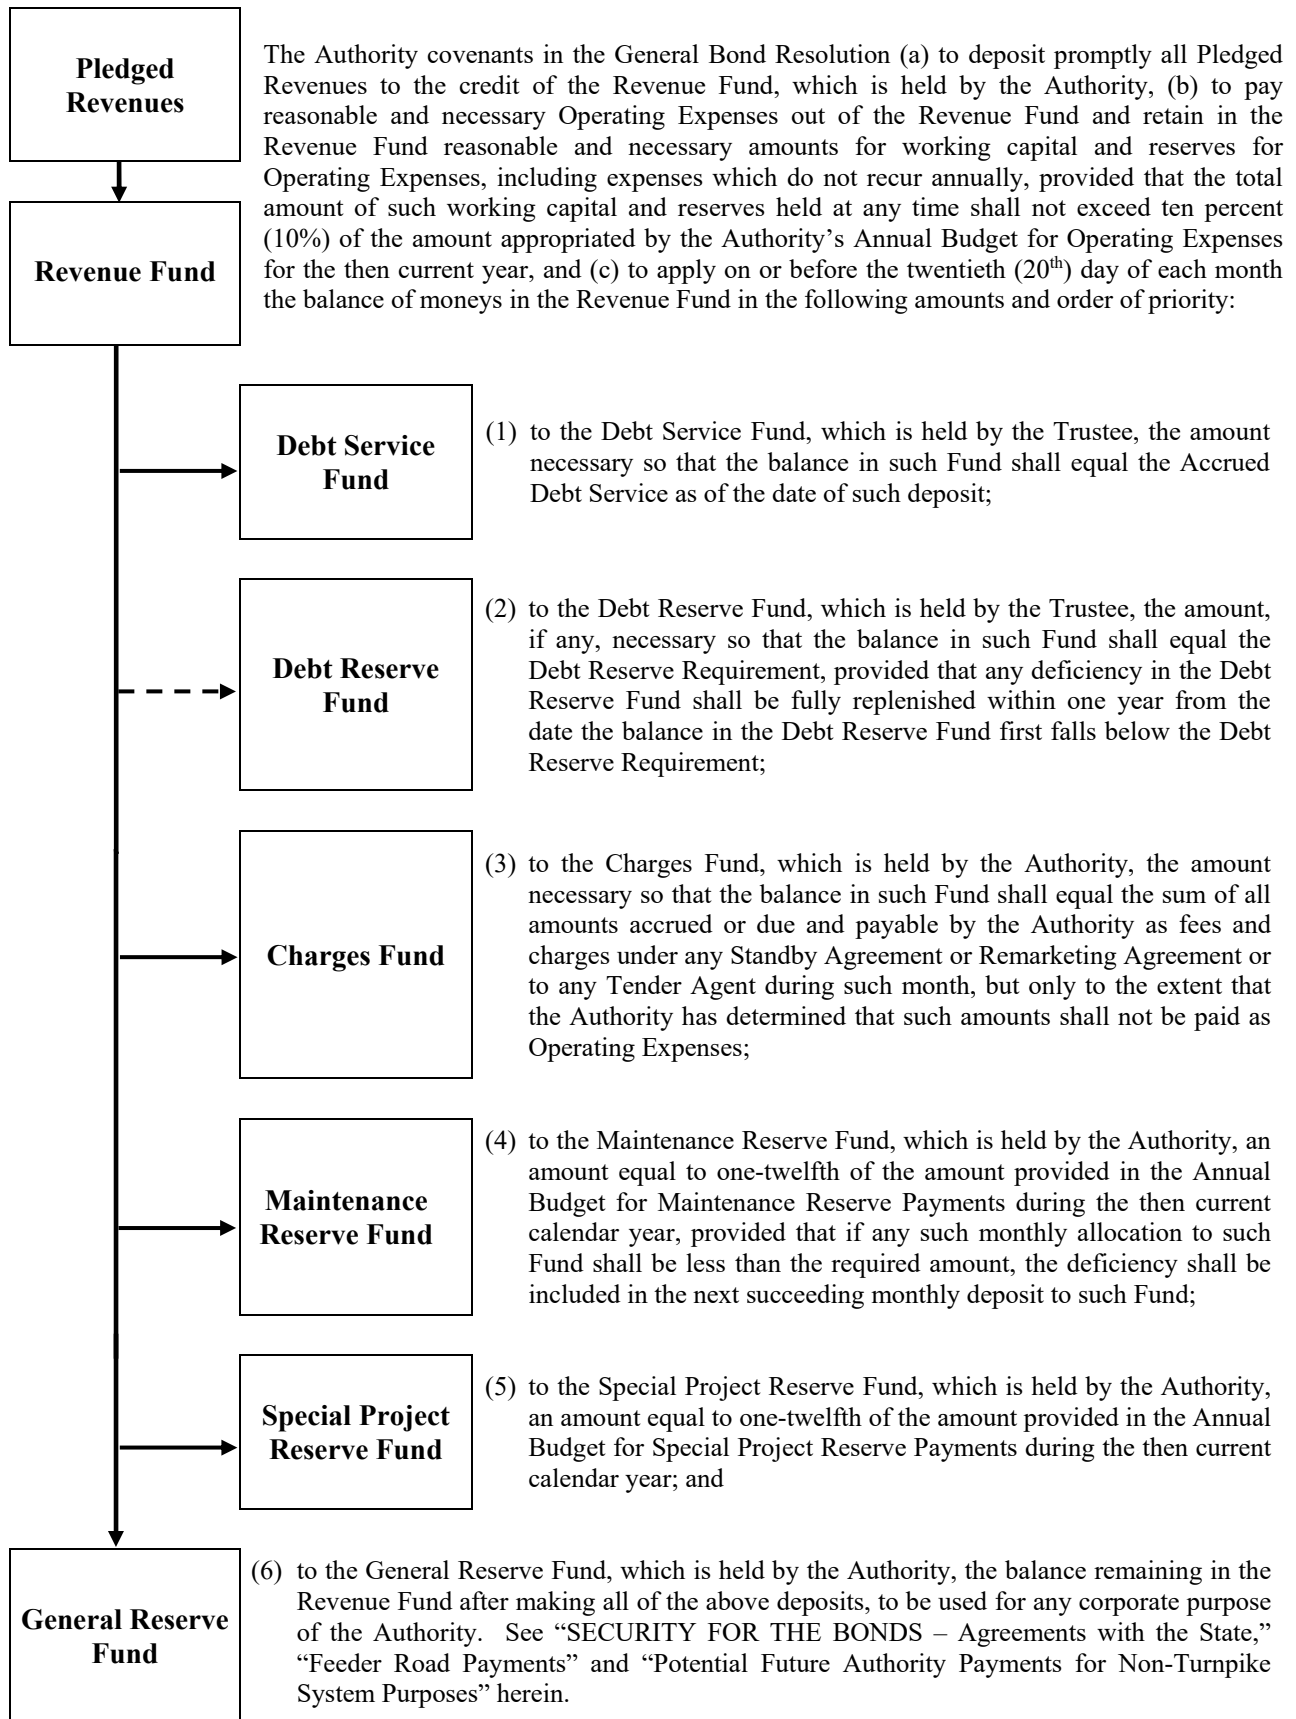 Pledged
Revenues
The Authority covenants in the General Bond Resolution (a) to deposit promptly all Pledged
Revenues to the credit of the Revenue Fund, which is held by the Authority, (b) to pay
reasonable and necessary Operating Expenses out of the Revenue Fund and retain in the
Revenue Fund reasonable and necessary amounts for working capital and reserves for
Operating Expenses, including expenses which do not recur annually, provided that the total
amount of such working capital and reserves held at any time shall not exceed ten percent
(10%) of the amount appropriated by the Authority’s Annual Budget for Operating Expenses
for the then current year, and (c) to apply on or before the twentieth (20th) day of each month
the balance of moneys in the Revenue Fund in the following amounts and order of priority:
Revenue Fund
Debt Service
Fund
(1) to the Debt Service Fund, which is held by the Trustee, the amount
necessary so that the balance in such Fund shall equal the Accrued
Debt Service as of the date of such deposit;
Debt Reserve
Fund
(2) to the Debt Reserve Fund, which is held by the Trustee, the amount,
if any, necessary so that the balance in such Fund shall equal the
Debt Reserve Requirement, provided that any deficiency in the Debt
Reserve Fund shall be fully replenished within one year from the
date the balance in the Debt Reserve Fund first falls below the Debt
Reserve Requirement;
Charges Fund
(3) to the Charges Fund, which is held by the Authority, the amount
necessary so that the balance in such Fund shall equal the sum of all
amounts accrued or due and payable by the Authority as fees and
charges under any Standby Agreement or Remarketing Agreement or
to any Tender Agent during such month, but only to the extent that
the Authority has determined that such amounts shall not be paid as
Operating Expenses;
Maintenance
Reserve Fund
(4) to the Maintenance Reserve Fund, which is held by the Authority, an
amount equal to one-twelfth of the amount provided in the Annual
Budget for Maintenance Reserve Payments during the then current
calendar year, provided that if any such monthly allocation to such
Fund shall be less than the required amount, the deficiency shall be
included in the next succeeding monthly deposit to such Fund;
Special Project
Reserve Fund
(5) to the Special Project Reserve Fund, which is held by the Authority,
an amount equal to one-twelfth of the amount provided in the Annual
Budget for Special Project Reserve Payments during the then current
calendar year; and
General Reserve
Fund
(6) to the General Reserve Fund, which is held by the Authority, the balance remaining in the
Revenue Fund after making all of the above deposits, to be used for any corporate purpose
of the Authority. See “SECURITY FOR THE BONDS – Agreements with the State,”
“Feeder Road Payments” and “Potential Future Authority Payments for Non-Turnpike
System Purposes” herein.